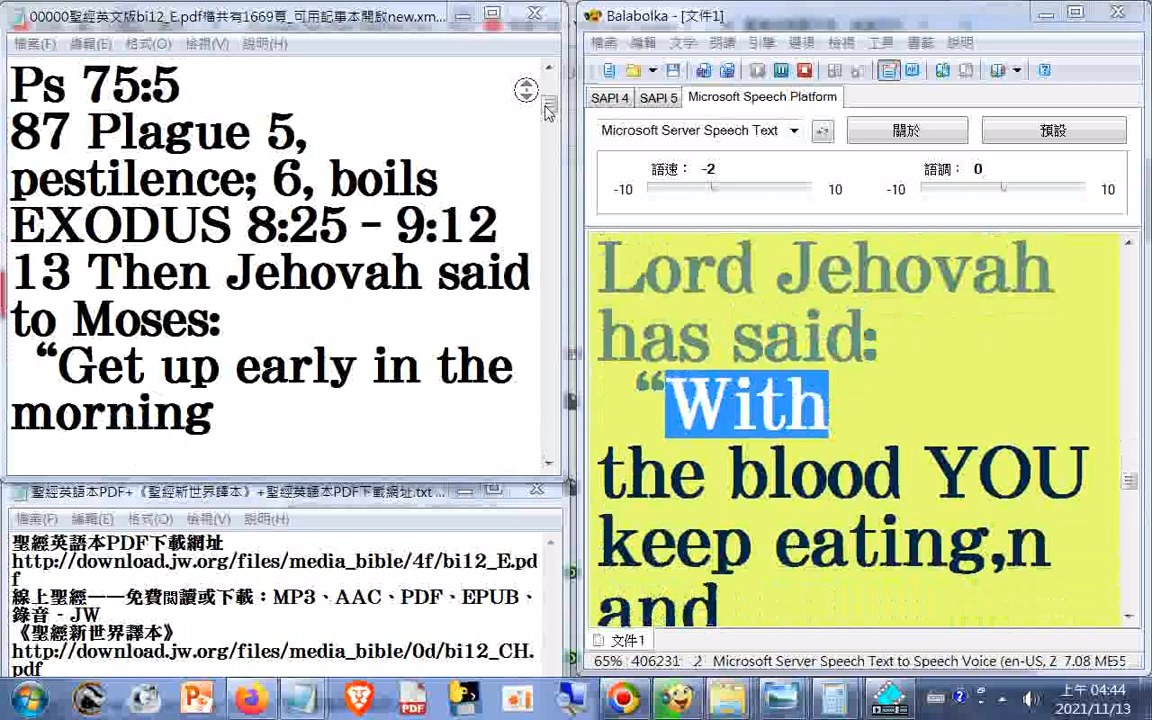 00000聖經英文版bi12_E.pdf檔共有1669頁_可用記事本開啟new.xm...
檔案(F) 編輯(E) 格式(O) 檢視(V) 說明(H)
Ps 75:5
87 Plague 5,
pestilence; 6, boils
EXODUS 8:25 – 9:12
13 Then Jehovah said
to Moses:
“Get up early in the
morning
聖經英語本PDF+《聖經新世界譯本》+聖經英語本PDF下載網址.txt ...
檔案(F) 編輯(E) 格式(O) 檢視(V) 說明(H)
聖經英語本PDF下載網址
http://download.jw.org/files/media_bible/4f/bi12_E.pd
f
線上聖經——免費閱讀或下載：MP3、AAC、PDF、EPUB、
錄音 - JW
《聖經新世界譯本》
http://download.jw.org/files/media_bible/0d/bi12_CH.
pdf
Balabolka - [文件1]
檔案 編輯 文字 朗讀 引擎 選項 檢視 工具 書籤 說明
SAPI 4 SAPI 5 Microsoft Speech Platform
Microsoft Server Speech Text 關於 預設
語速： -2 語調： 0
-10 10 -10 10
Lord Jehovah
has said:
“With
the blood YOU
keep eating,n
and
文件1
65% 406231 2 Microsoft Server Speech Text to Speech Voice (en-US, Z 7.08 ME55
PDF
上午 04:44
2021/11/13